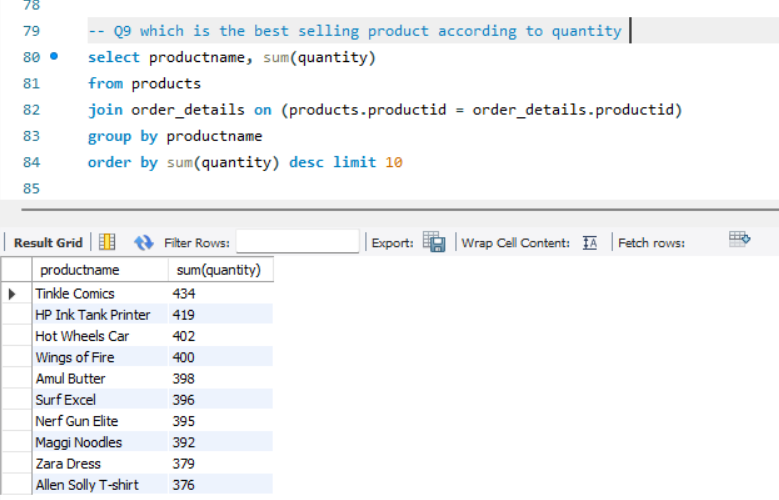 78
79 -- Q9 which is the best selling product according to quantity
80 select productname, sum(quantity)
81 from products
82 join order_details on (products.productid = order_details.productid)
83 group by productname
84 order by sum(quantity) desc limit 10
85
Result Grid Filter Rows: Export: Wrap Cell Content: IA Fetch rows:
productname sum(quantity)
Tinkle Comics 434
HP Ink Tank Printer 419
Hot Wheels Car 402
Wings of Fire 400
Amul Butter 398
Surf Excel 396
Nerf Gun Elite 395
Maggi Noodles 392
Zara Dress 379
Allen Solly T-shirt 376